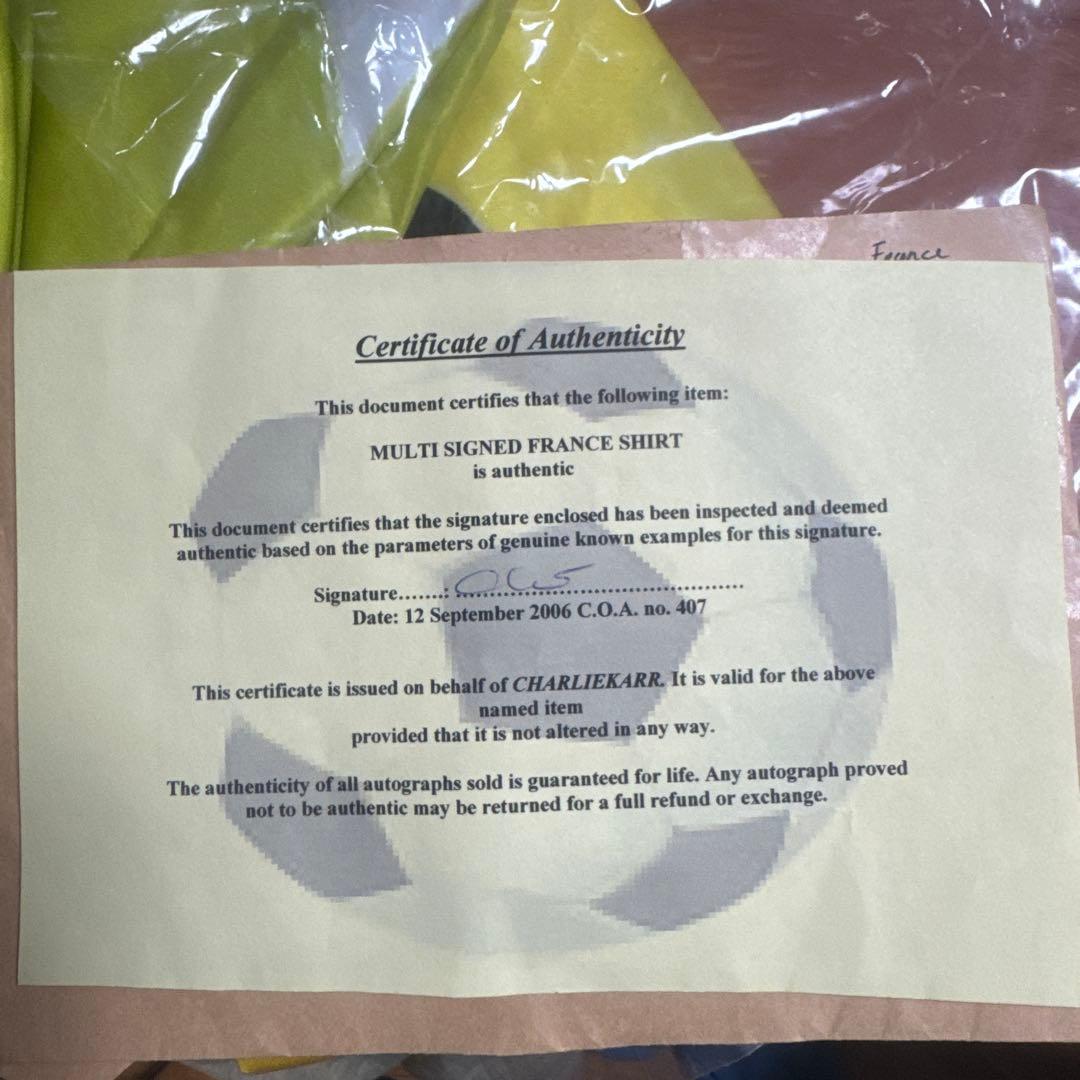 France
Certificate of Authenticity
This document certifies that the following item:
MULTI SIGNED FRANCE SHIRT
is authentic
This document certifies that the signature enclosed has been inspected and deemed
authentic based on the parameters of genuine known examples for this signature.
Signature.......: ................................................
Date: 12 September 2006 C.O.A. no. 407
This certificate is issued on behalf of CHARLIEKARR. It is valid for the above
named item
provided that it is not altered in any way.
The authenticity of all autographs sold is guaranteed for life. Any autograph proved
not to be authentic may be returned for a full refund or exchange.